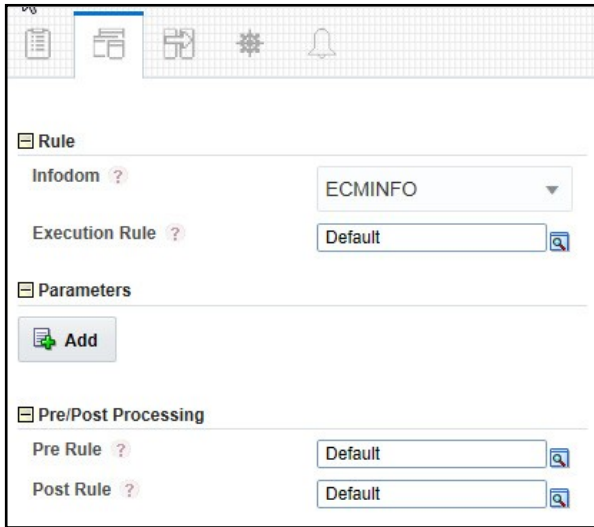 Rule
Infodom ?
ECMINFO
Execution Rule ?
Default
Parameters
Add
Pre/Post Processing
Pre Rule ?
Default
Post Rule ?
Default